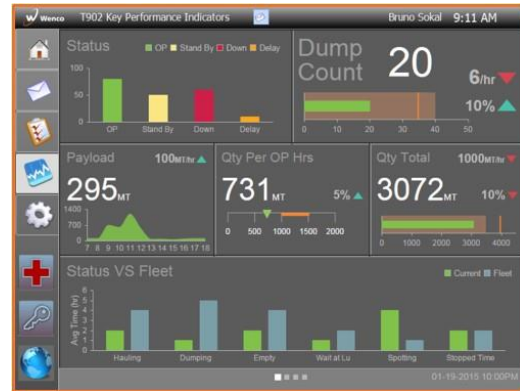 Wenco T902 Key Performance Indicators Bruno Sokal 9:11 AM
Status OP Stand By Down Delay
100
50
0
OP Stand By Down Delay
Dump Count 20 6/hr
10%
0 10 20 30 40 50
Payload 100MT/hr
295MT
1400
700
0
7 8 9 10 11 12 13 14 15 16 17 18
Qty Per OP Hrs
731MT 5%
0 500 1000 1500 2000
Qty Total 1000MT/hr
3072MT 10%
0 1000 2000 3000 4000
Status VS Fleet Current Fleet
Avg Time (hr)
6
5
4
3
2
1
0
Hauling Dumping Empty Wait at Lu Spotting Stopped Time
01-19-2015 10:00PM